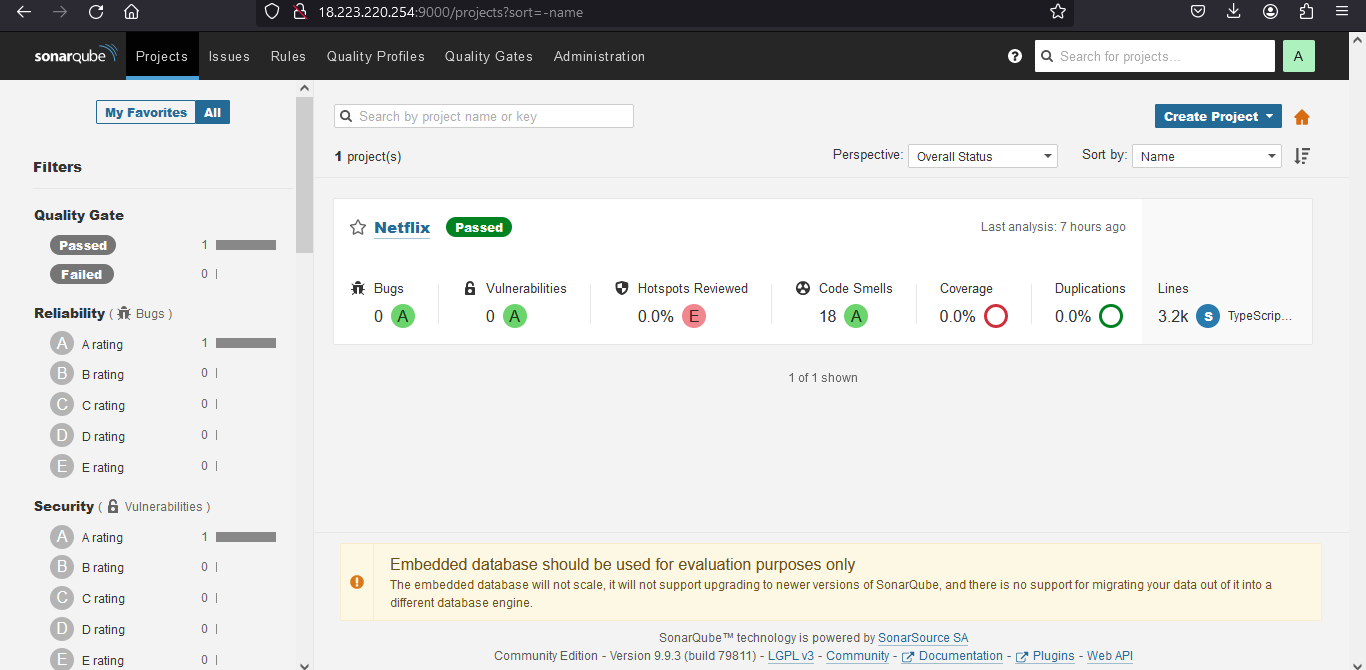 18.223.220.254:9000/projects?sort=-name
sonarqube Projects Issues Rules Quality Profiles Quality Gates Administration ? Search for projects... A
My Favorites All
Filters
Quality Gate
Passed 1
Failed 0
Reliability ( Bugs )
A A rating 1
B B rating 0
C C rating 0
D D rating 0
E E rating 0
Security ( Vulnerabilities )
A A rating 1
B B rating 0
C C rating 0
D D rating 0
E E rating 0
Search by project name or key Create Project
1 project(s) Perspective: Overall Status Sort by: Name
Netflix Passed Last analysis: 7 hours ago
Bugs Vulnerabilities Hotspots Reviewed Code Smells Coverage Duplications Lines
0 A 0 A 0.0% E 18 A 0.0% 0.0% 3.2k S TypeScrip...
1 of 1 shown
Embedded database should be used for evaluation purposes only
The embedded database will not scale, it will not support upgrading to newer versions of SonarQube, and there is no support for migrating your data out of it into a
different database engine.
SonarQube™ technology is powered by SonarSource SA
Community Edition - Version 9.9.3 (build 79811) - LGPL v3 - Community - Documentation - Plugins - Web API